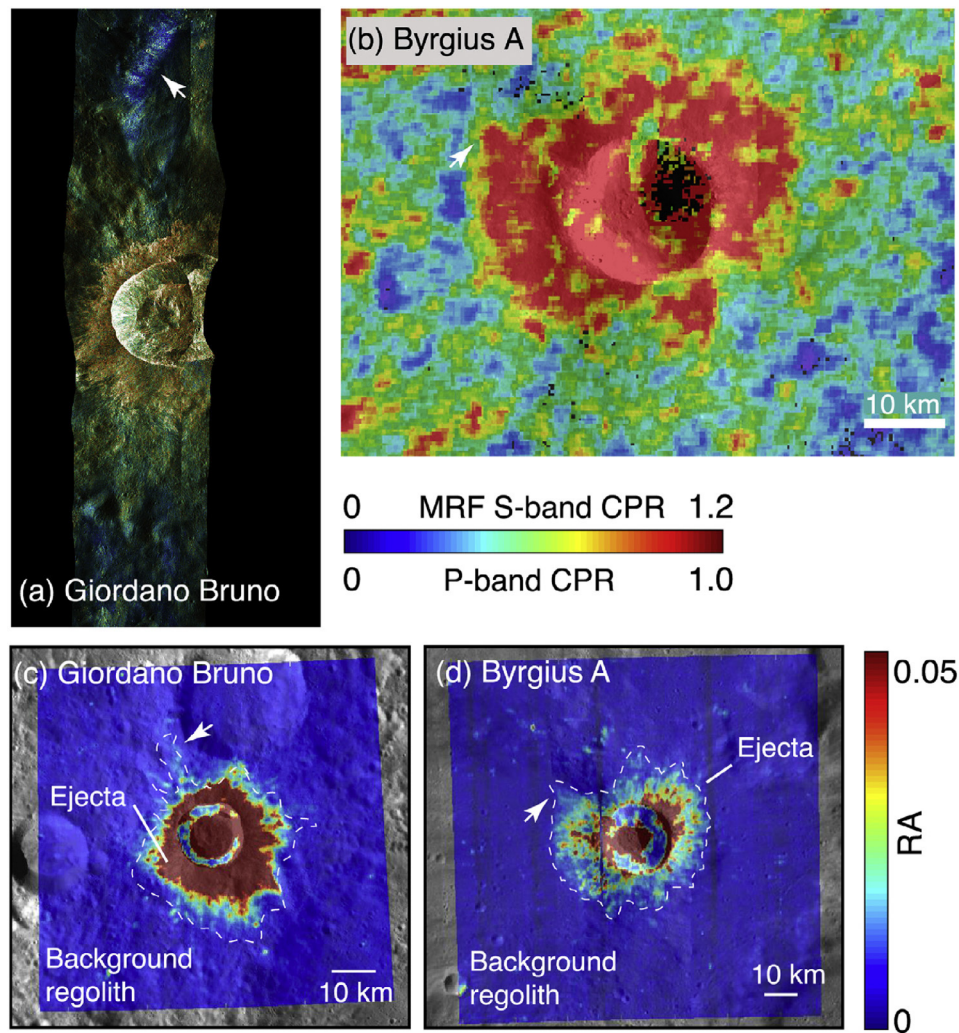 (b) Byrgius A
10 km
(a) Giordano Bruno
0 MRF S-band CPR 1.2
0 P-band CPR 1.0
(c) Giordano Bruno
Ejecta
Background
regolith
10 km
(d) Byrgius A
Ejecta
Background
regolith
10 km
0.05
RA
0